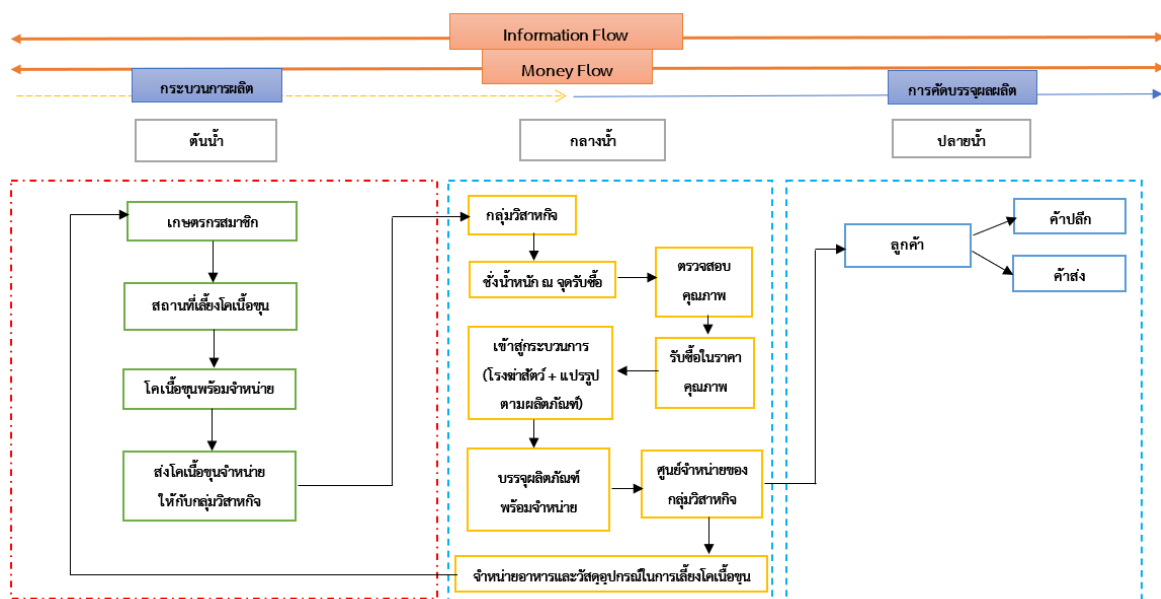 Information Flow
Money Flow
กระบวนการผลิต
การคัดบรรจุผลผลิต
ต้นน้ำ
กลางน้ำ
ปลายน้ำ
เกษตรกรสมาชิก
สถานที่เลี้ยงโคเนื้อขุน
โคเนื้อขุนพร้อมจำหน่าย
ส่งโคเนื้อขุนจำหน่าย
ให้กับกลุ่มวิสาหกิจ
กลุ่มวิสาหกิจ
ชั่งน้ำหนัก ณ จุดรับซื้อ
ตรวจสอบ
คุณภาพ
รับซื้อในราคา
คุณภาพ
เข้าสู่กระบวนการ
(โรงฆ่าสัตว์ + แปรรูป
ตามผลิตภัณฑ์)
บรรจุผลิตภัณฑ์
พร้อมจำหน่าย
ศูนย์จำหน่ายของ
กลุ่มวิสาหกิจ
จำหน่ายอาหารและวัสดุอุปกรณ์ในการเลี้ยงโคเนื้อขุน
ลูกค้า
ค้าปลีก
ค้าส่ง